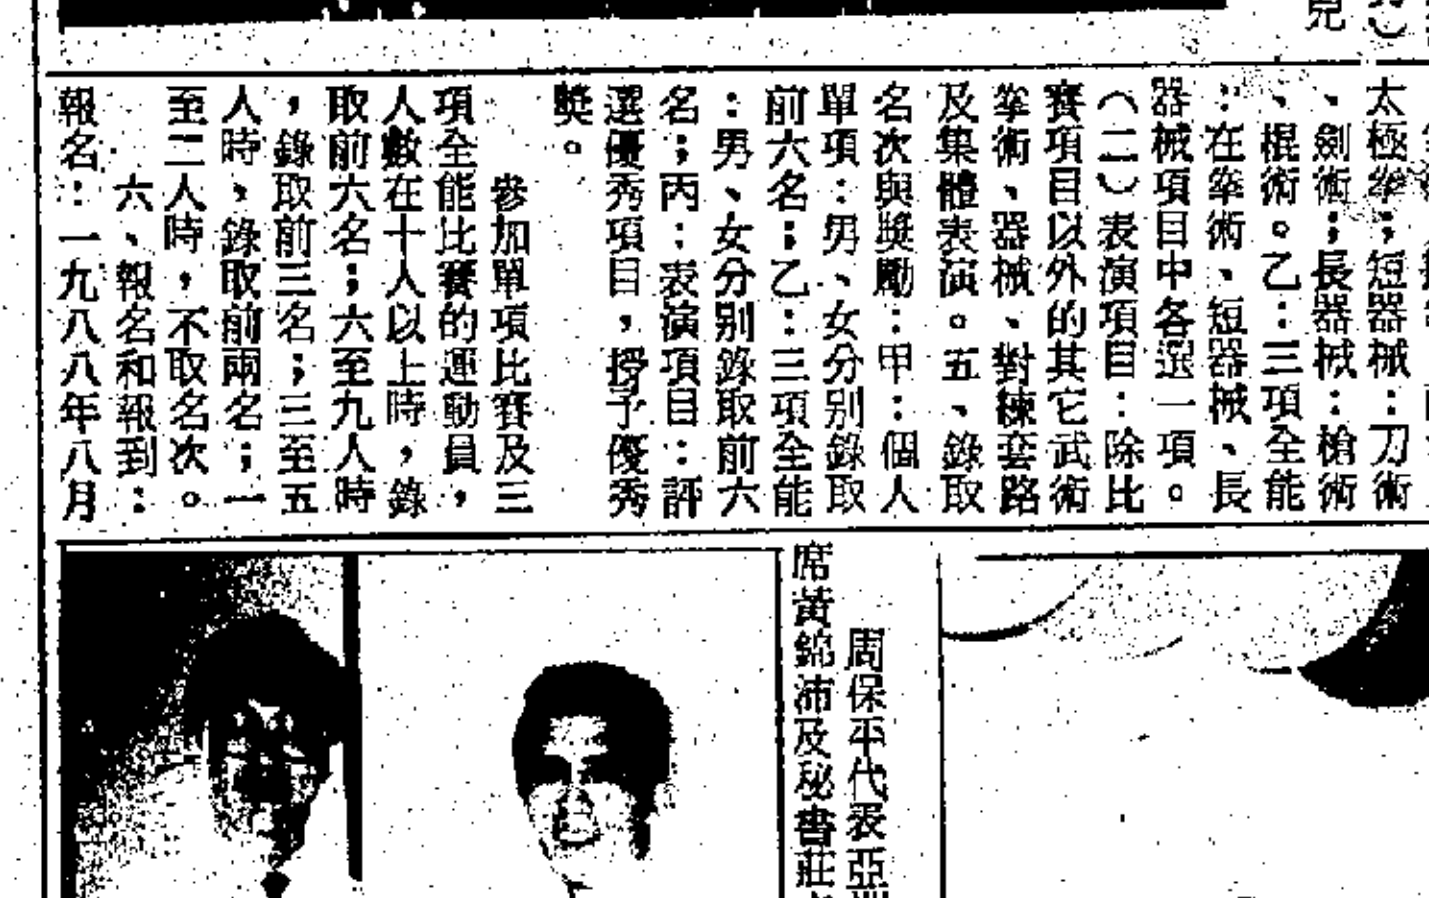 太極拳；短器械：刀術
、劍術；長器械：槍術
、棍術。乙：三項全能
：在拳術、短器械、長
器械項目中各選一項。
（二）表演項目：除比
賽項目以外的其它武術
拳術、器械、對練套路
及集體表演。五、錄取
名次與獎勵：甲：個人
單項：男、女分别錄取
前六名；乙：三項全能
：男、女分别錄取前六
名；丙：表演項目：評
選優秀項目，授予優秀
獎。
參加單項比賽及三
項全能比賽的運動員，
人數在十人以上時，錄
取前六名；六至九人時
，錄取前三名；三至五
人時、錄取前兩名；一
至二人時，不取名次。
六、報名和報到：
報名：一九八八年八月
周保平代表亞
席黃錦沛及秘書莊